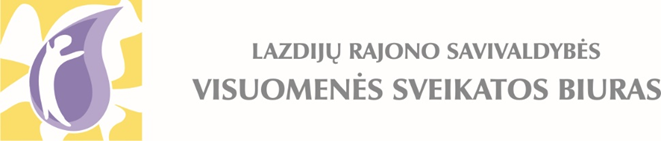 LAZDIJŲ RAJONO SAVIVALDYBĖS
VISUOMENĖS SVEIKATOS BIURAS